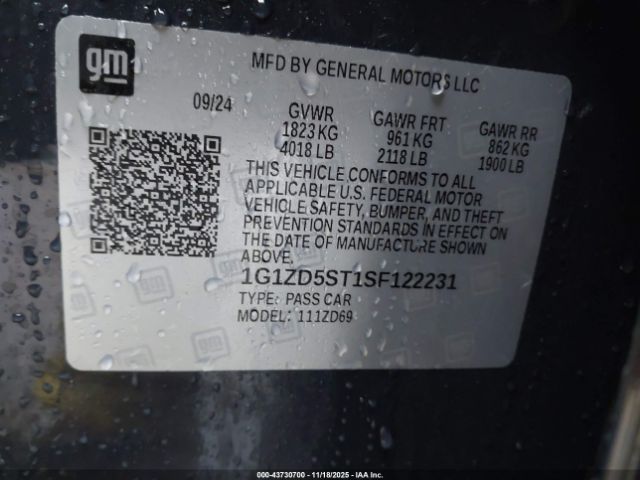 gm
MFD BY GENERAL MOTORS LLC
09/24
GVWR
1823 KG
4018 LB
GAWR FRT
961 KG
2118 LB
GAWR RR
862 KG
1900 LB
THIS VEHICLE CONFORMS TO ALL
APPLICABLE U.S. FEDERAL MOTOR
VEHICLE SAFETY, BUMPER, AND THEFT
PREVENTION STANDARDS IN EFFECT ON
THE DATE OF MANUFACTURE SHOWN
ABOVE.
1G1ZD5ST1SF122231
TYPE: PASS CAR
MODEL: 111ZD69
000-43730700 - 11/18/2025 - IAAI.COM